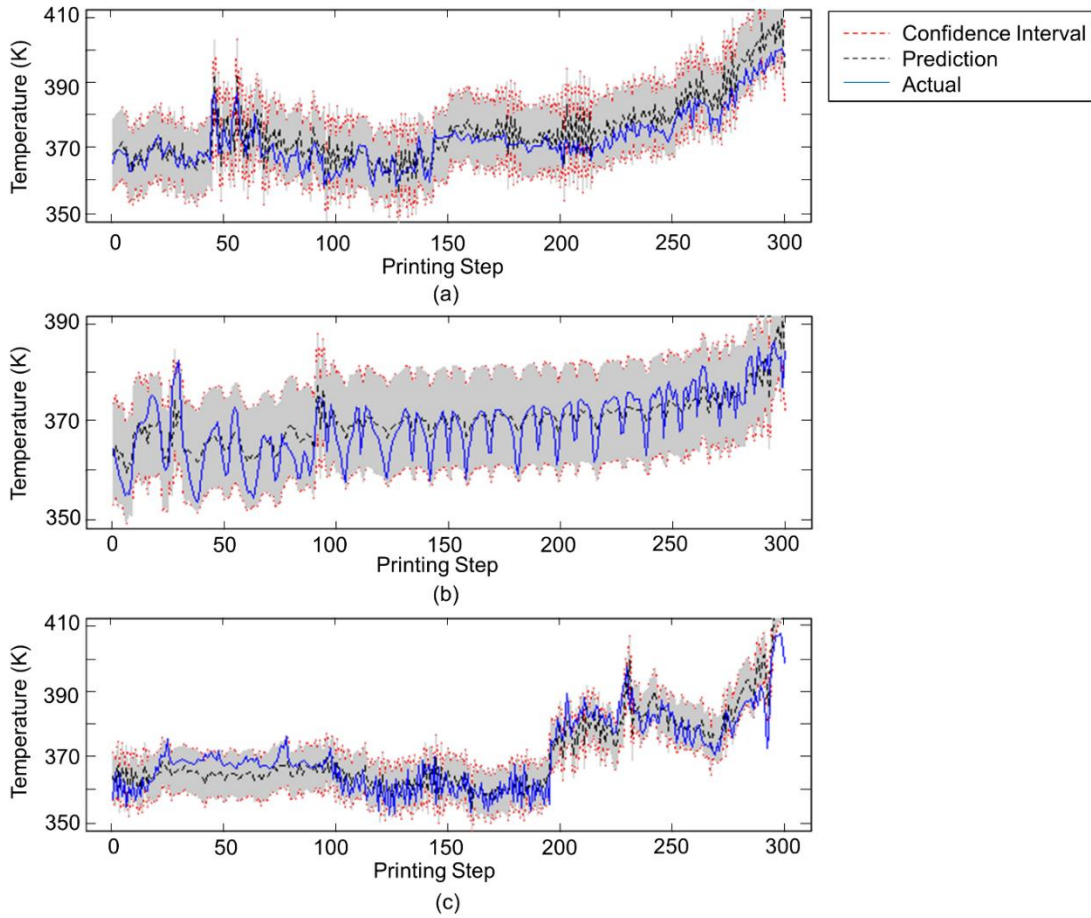 Confidence Interval
Prediction
Actual
410
390
370
350
Temperature (K)
0 50 100 150 200 250 300
Printing Step
(a)
390
370
350
Temperature (K)
0 50 100 150 200 250 300
Printing Step
(b)
410
390
370
350
Temperature (K)
0 50 100 150 200 250 300
Printing Step
(c)